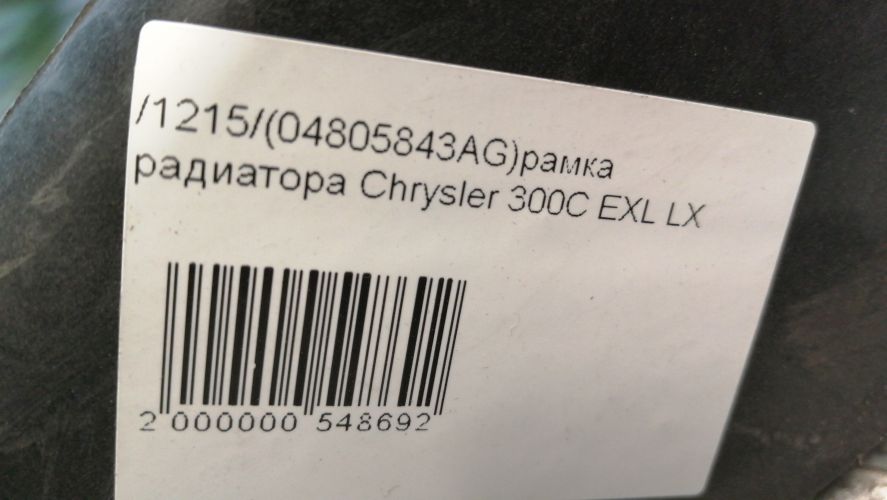 /1215/(04805843AG)рамка
радиатора Chrysler 300C EXL LX
2 000000 548692